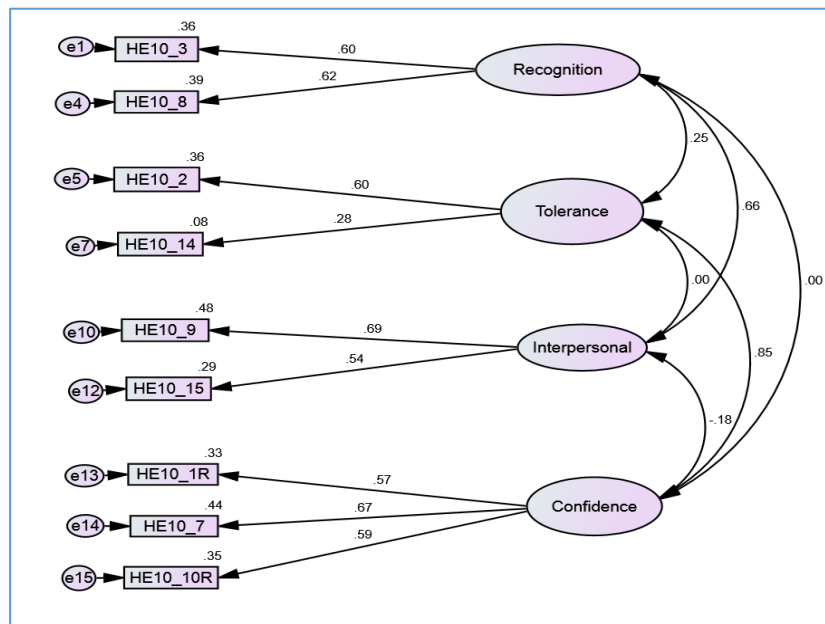 .36
e1 HE10_3 .60 Recognition
.39 .62
e4 HE10_8
.25
.36
e5 HE10_2 .60
Tolerance .66
.08 .28
e7 HE10_14
.00 .00
.48
e10 HE10_9 .69
Interpersonal .85
.29 .54
e12 HE10_15
-.18
.33
e13 HE10_1R .57
.44 Confidence
e14 HE10_7 .67
.35 .59
e15 HE10_10R